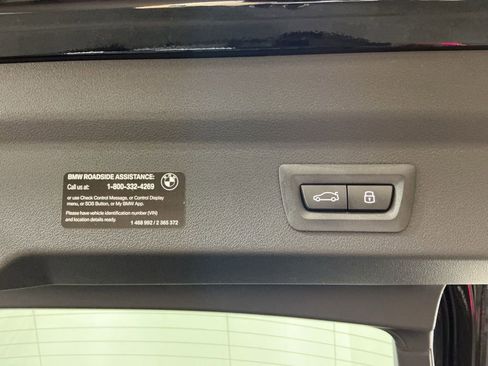 BMW ROADSIDE ASSISTANCE:
Call us at: 1-800-332-4269
or use Check Control Message, or Control Display
menu, or SOS Button, or My BMW App.
Please have vehicle identification number (VIN)
and location details ready. 1 488 992 / 2 365 372